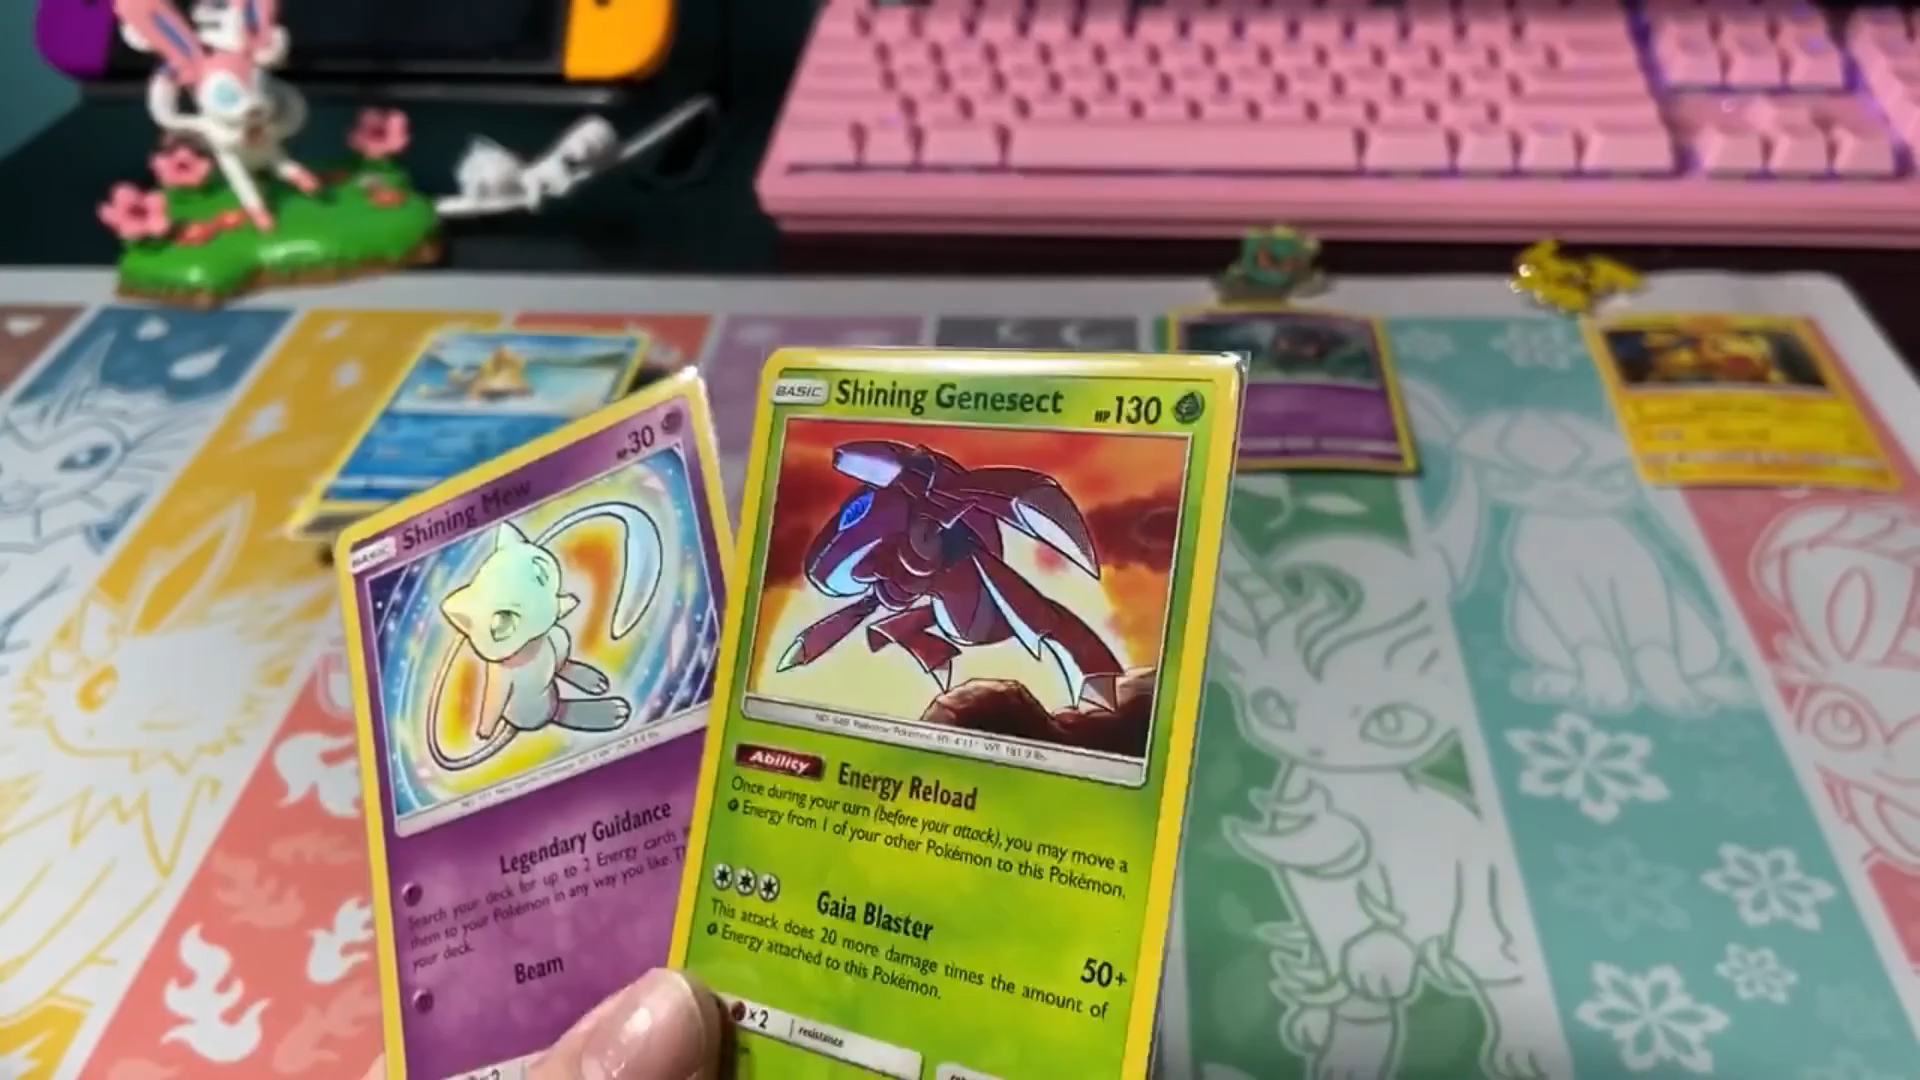 BASIC Shining Mew HP30
Legendary Guidance
Search your deck for up to 2 Energy cards
them to your Pokémon in any way you like.
your deck.
Beam
BASIC Shining Genesect HP130
Ability Energy Reload
Once during your turn (before your attack), you may move a
Energy from 1 of your other Pokémon to this Pokémon.
Gaia Blaster 50+
This attack does 20 more damage times the amount of
Energy attached to this Pokémon.
×2 resistance